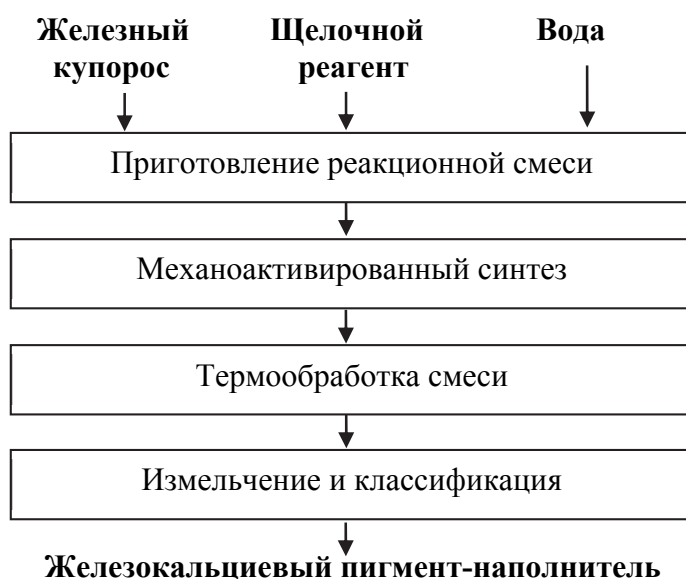 Железный Щелочной Вода
купорос реагент
Приготовление реакционной смеси
Механоактивированный синтез
Термообработка смеси
Измельчение и классификация
Железокальциевый пигмент-наполнитель